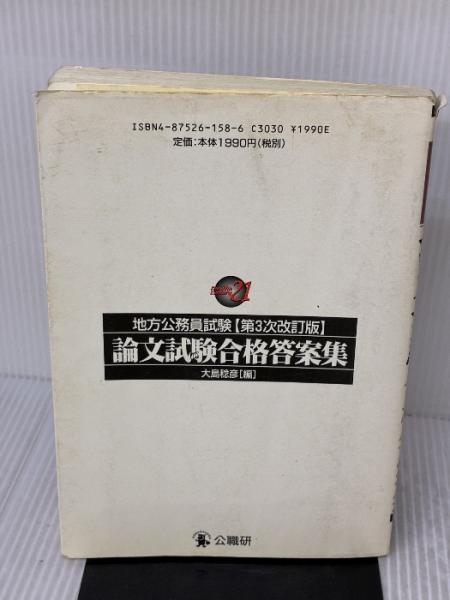 ISBN4-87526-158-6 C3030 ¥1990E
定価:本体1990円(税別)
21
地方公務員試験【第3次改訂版】
論文試験合格答案集
大島稔彦[編]
公職研